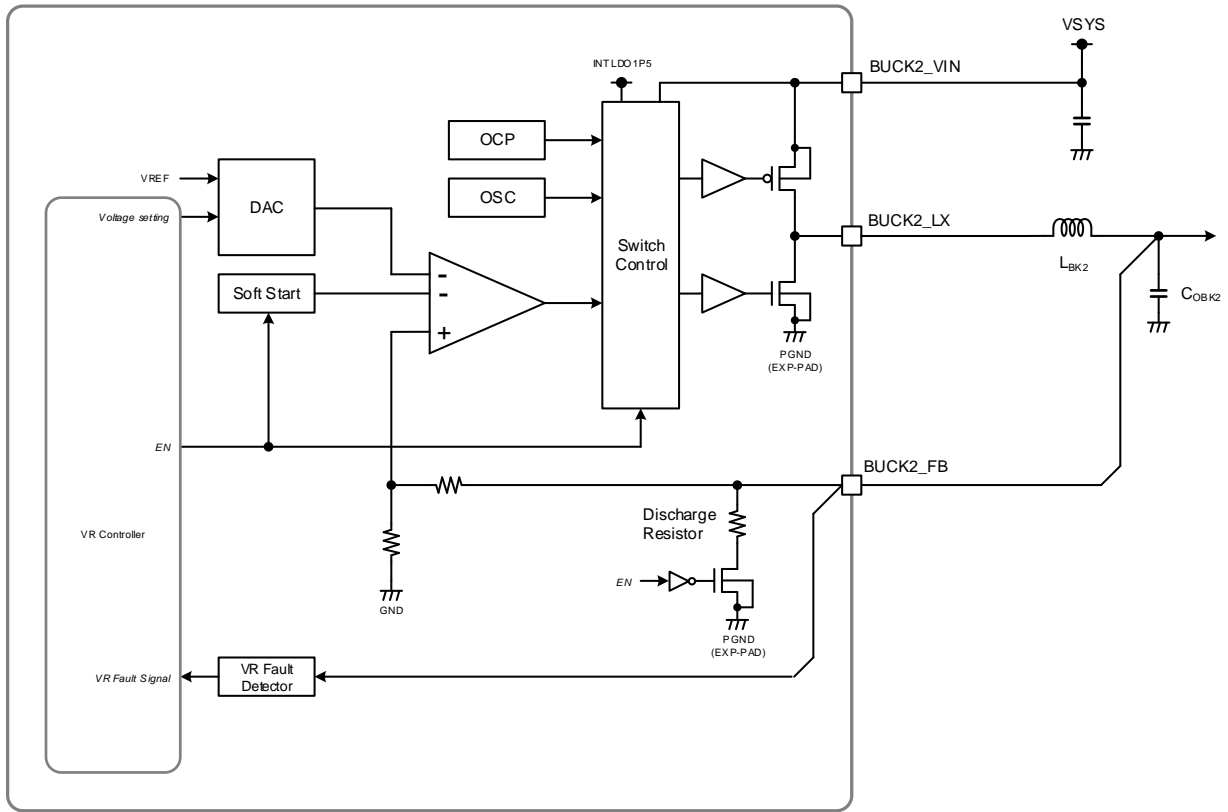 VSYS
INTLDO1P5
BUCK2_VIN
OCP
VREF
DAC
OSC
Voltage setting
BUCK2_LX
Switch
Control
LBK2
-
-
+
Soft Start
COBK2
PGND
(EXP-PAD)
EN
BUCK2_FB
Discharge
Resistor
VR Controller
EN
GND
PGND
(EXP-PAD)
VR Fault Signal
VR Fault
Detector